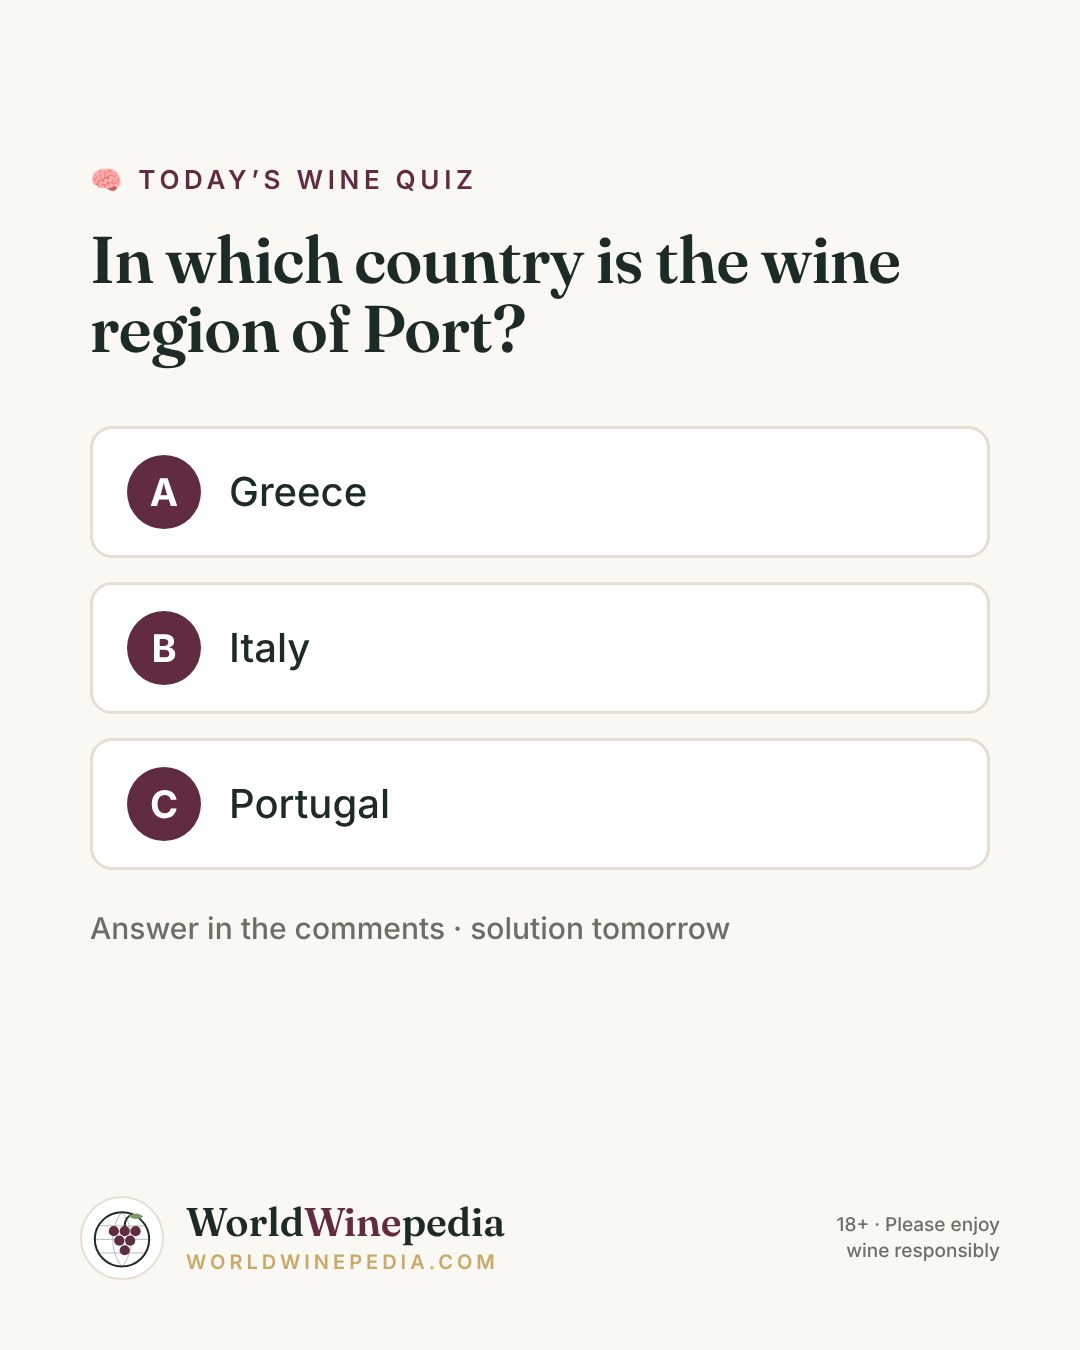 🧠 TODAY’S WINE QUIZ
In which country is the wine
region of Port?
A Greece
B Italy
C Portugal
Answer in the comments · solution tomorrow
WorldWinepedia
WORLDWINEPEDIA.COM
18+ · Please enjoy
wine responsibly